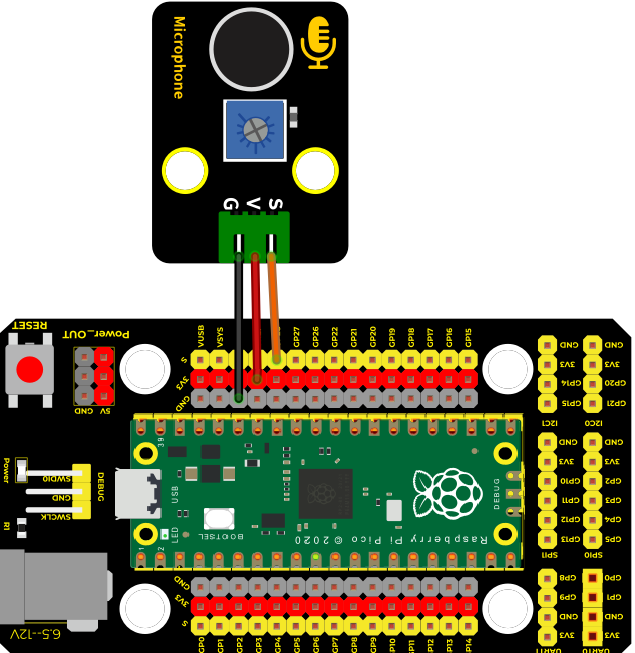 Microphone
G V S
RESET
Power_OUT
GND 5V
VUSB VSYS GP27 GP26 GP22 GP21 GP20 GP19 GP18 GP17 GP16 GP15
S
3V3
GND
GND 3V3 GP14 GP15
I2C1
GND 3V3 GP20 GP21
I2C0
39
USB
BOOTSEL
LED
1 2
DEBUG
Raspberry Pi Pico © 2020
Power
DEBUG
SWDIO
GND
SWCLK
R1
6.5--12V
GND 3V3 GP10 GP11 GP12 GP13
SPI1
GND 3V3 GP2 GP3 GP4 GP5
SPI0
GND
3V3
S
GP0 GP1 GP2 GP3 GP4 GP5 GP6 GP7 GP8 GP9 GP10 GP11 GP12 GP13 GP14
GP8 GP9 GND 3V3
UART1
GP0 GP1 GND 3V3
UART0